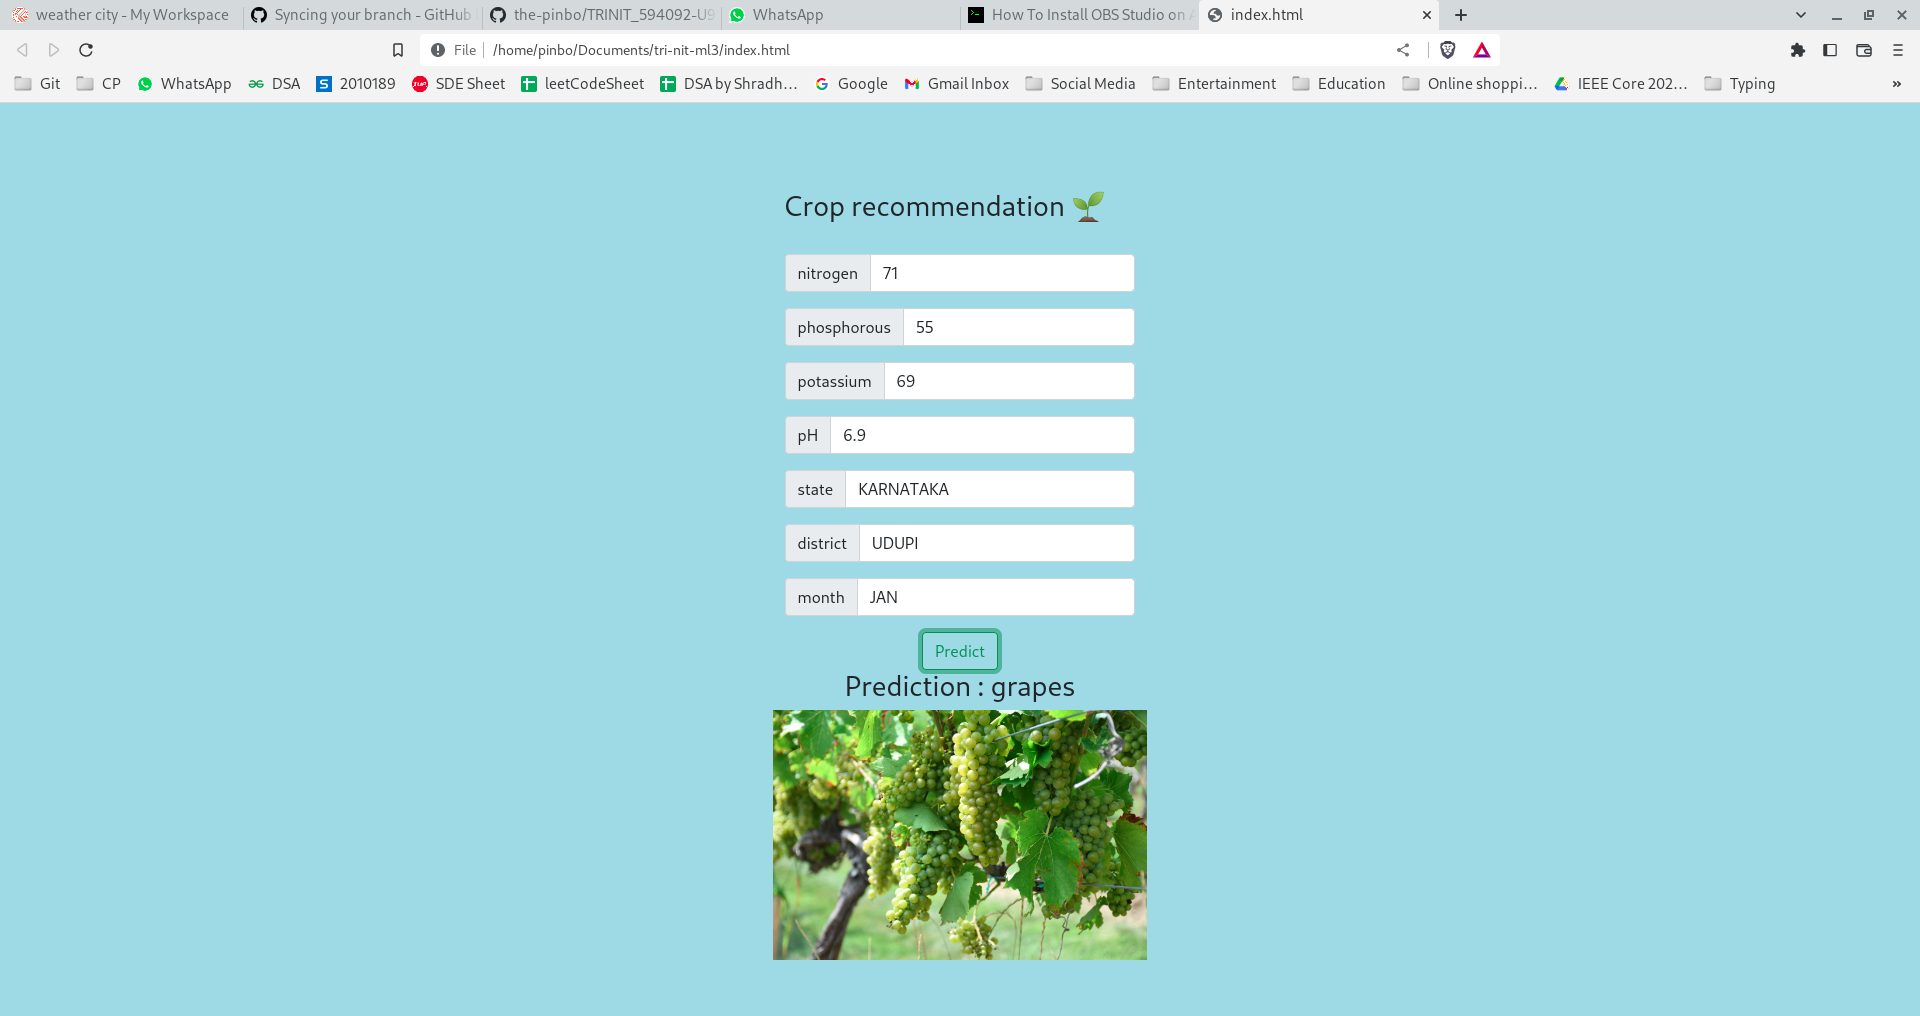 weather city - My Workspace
Syncing your branch - GitHub
the-pinbo/TRINIT_594092-U9
WhatsApp
How To Install OBS Studio on A
index.html
File
/home/pinbo/Documents/tri-nit-ml3/index.html
Git
CP
WhatsApp
DSA
2010189
SDE Sheet
leetCodeSheet
DSA by Shradh…
Google
Gmail Inbox
Social Media
Entertainment
Education
Online shoppi…
IEEE Core 202…
Typing
»
Crop recommendation
nitrogen 71
phosphorous 55
potassium 69
pH 6.9
state KARNATAKA
district UDUPI
month JAN
Predict
Prediction : grapes